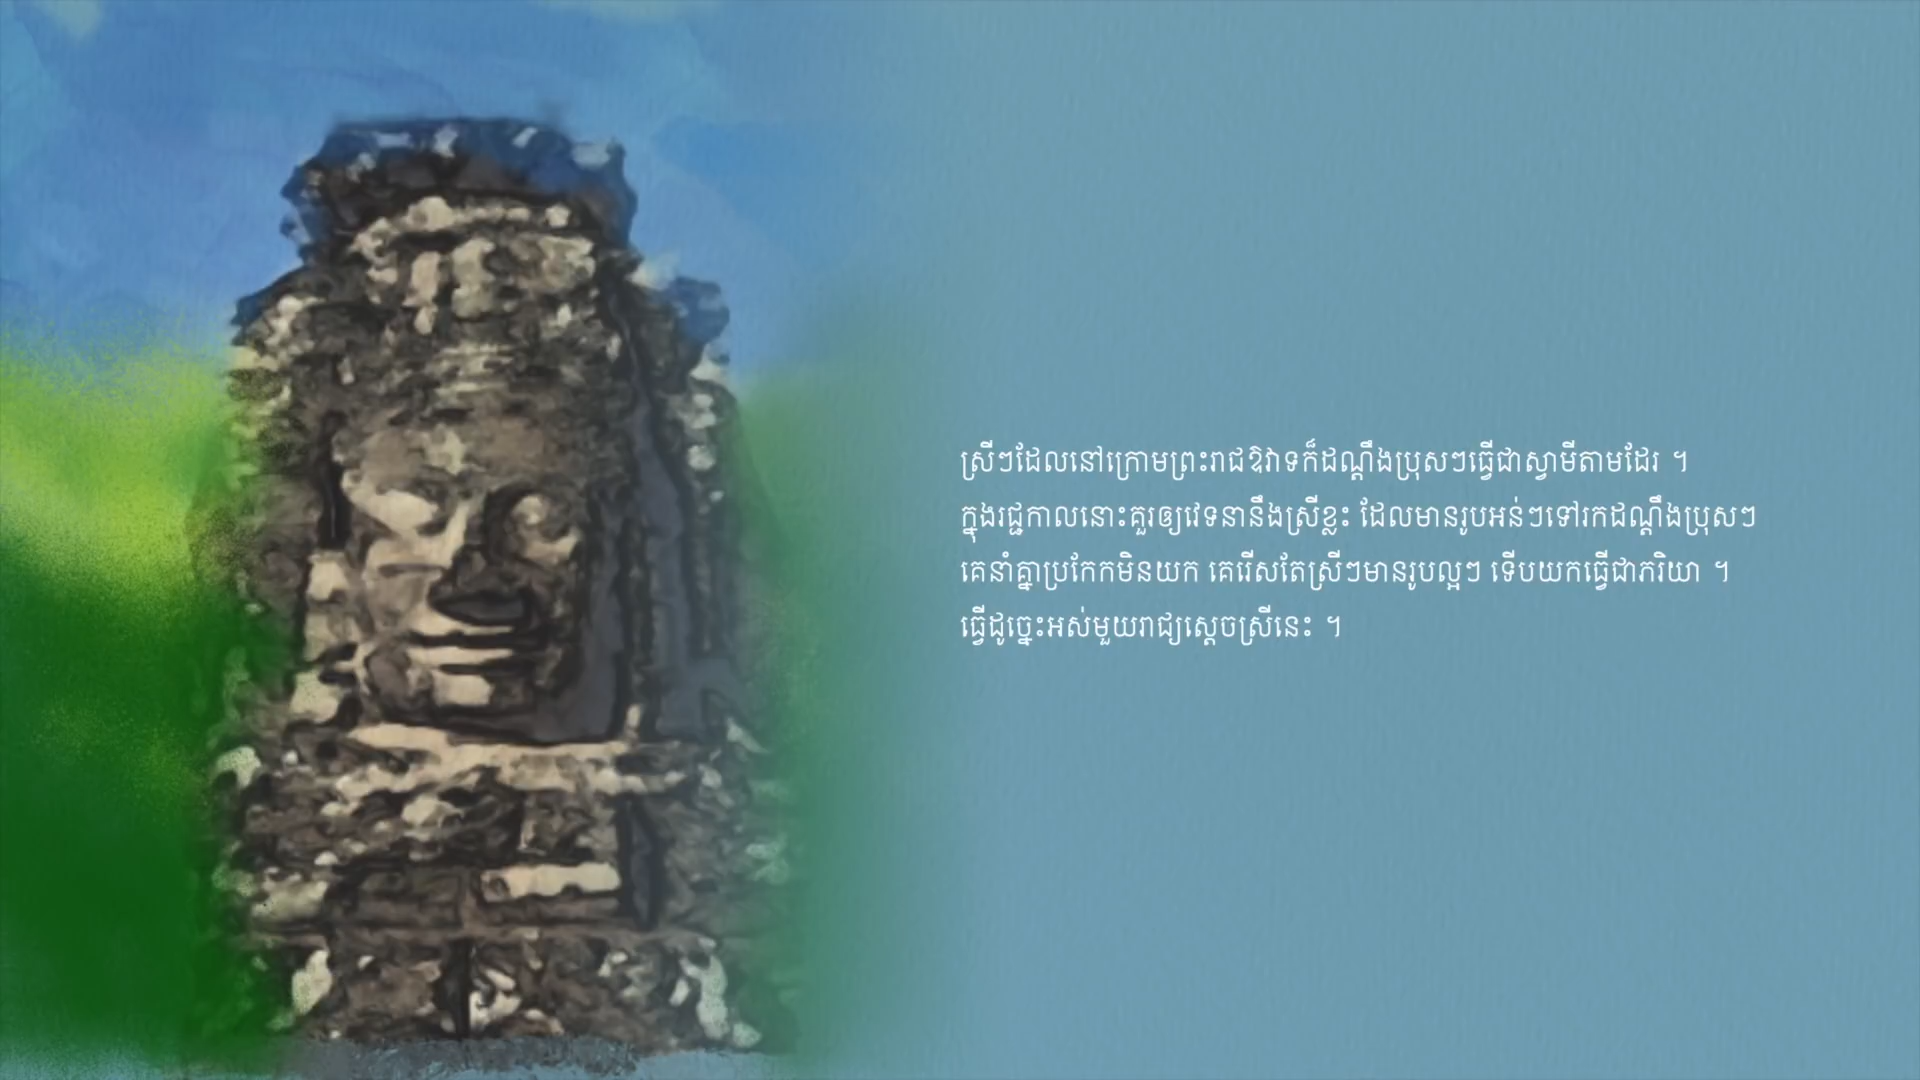 ស្រីៗដែលនៅក្រោមព្រះរាជឱវាទក៏ដណ្ដឹងប្រុសៗធ្វើជាស្វាមីតាមដែរ ។
ក្នុងរជ្ជកាលនោះគួរឲ្យវេទនានឹងស្រីខ្លះ ដែលមានរូបអន់ៗទៅរកដណ្ដឹងប្រុសៗ
គេនាំគ្នាប្រកែកមិនយក គេរើសតែស្រីៗមានរូបល្អៗ ទើបយកធ្វើជាភរិយា ។
ធ្វើដូច្នេះអស់មួយរាជ្យស្ដេចស្រីនេះ ។